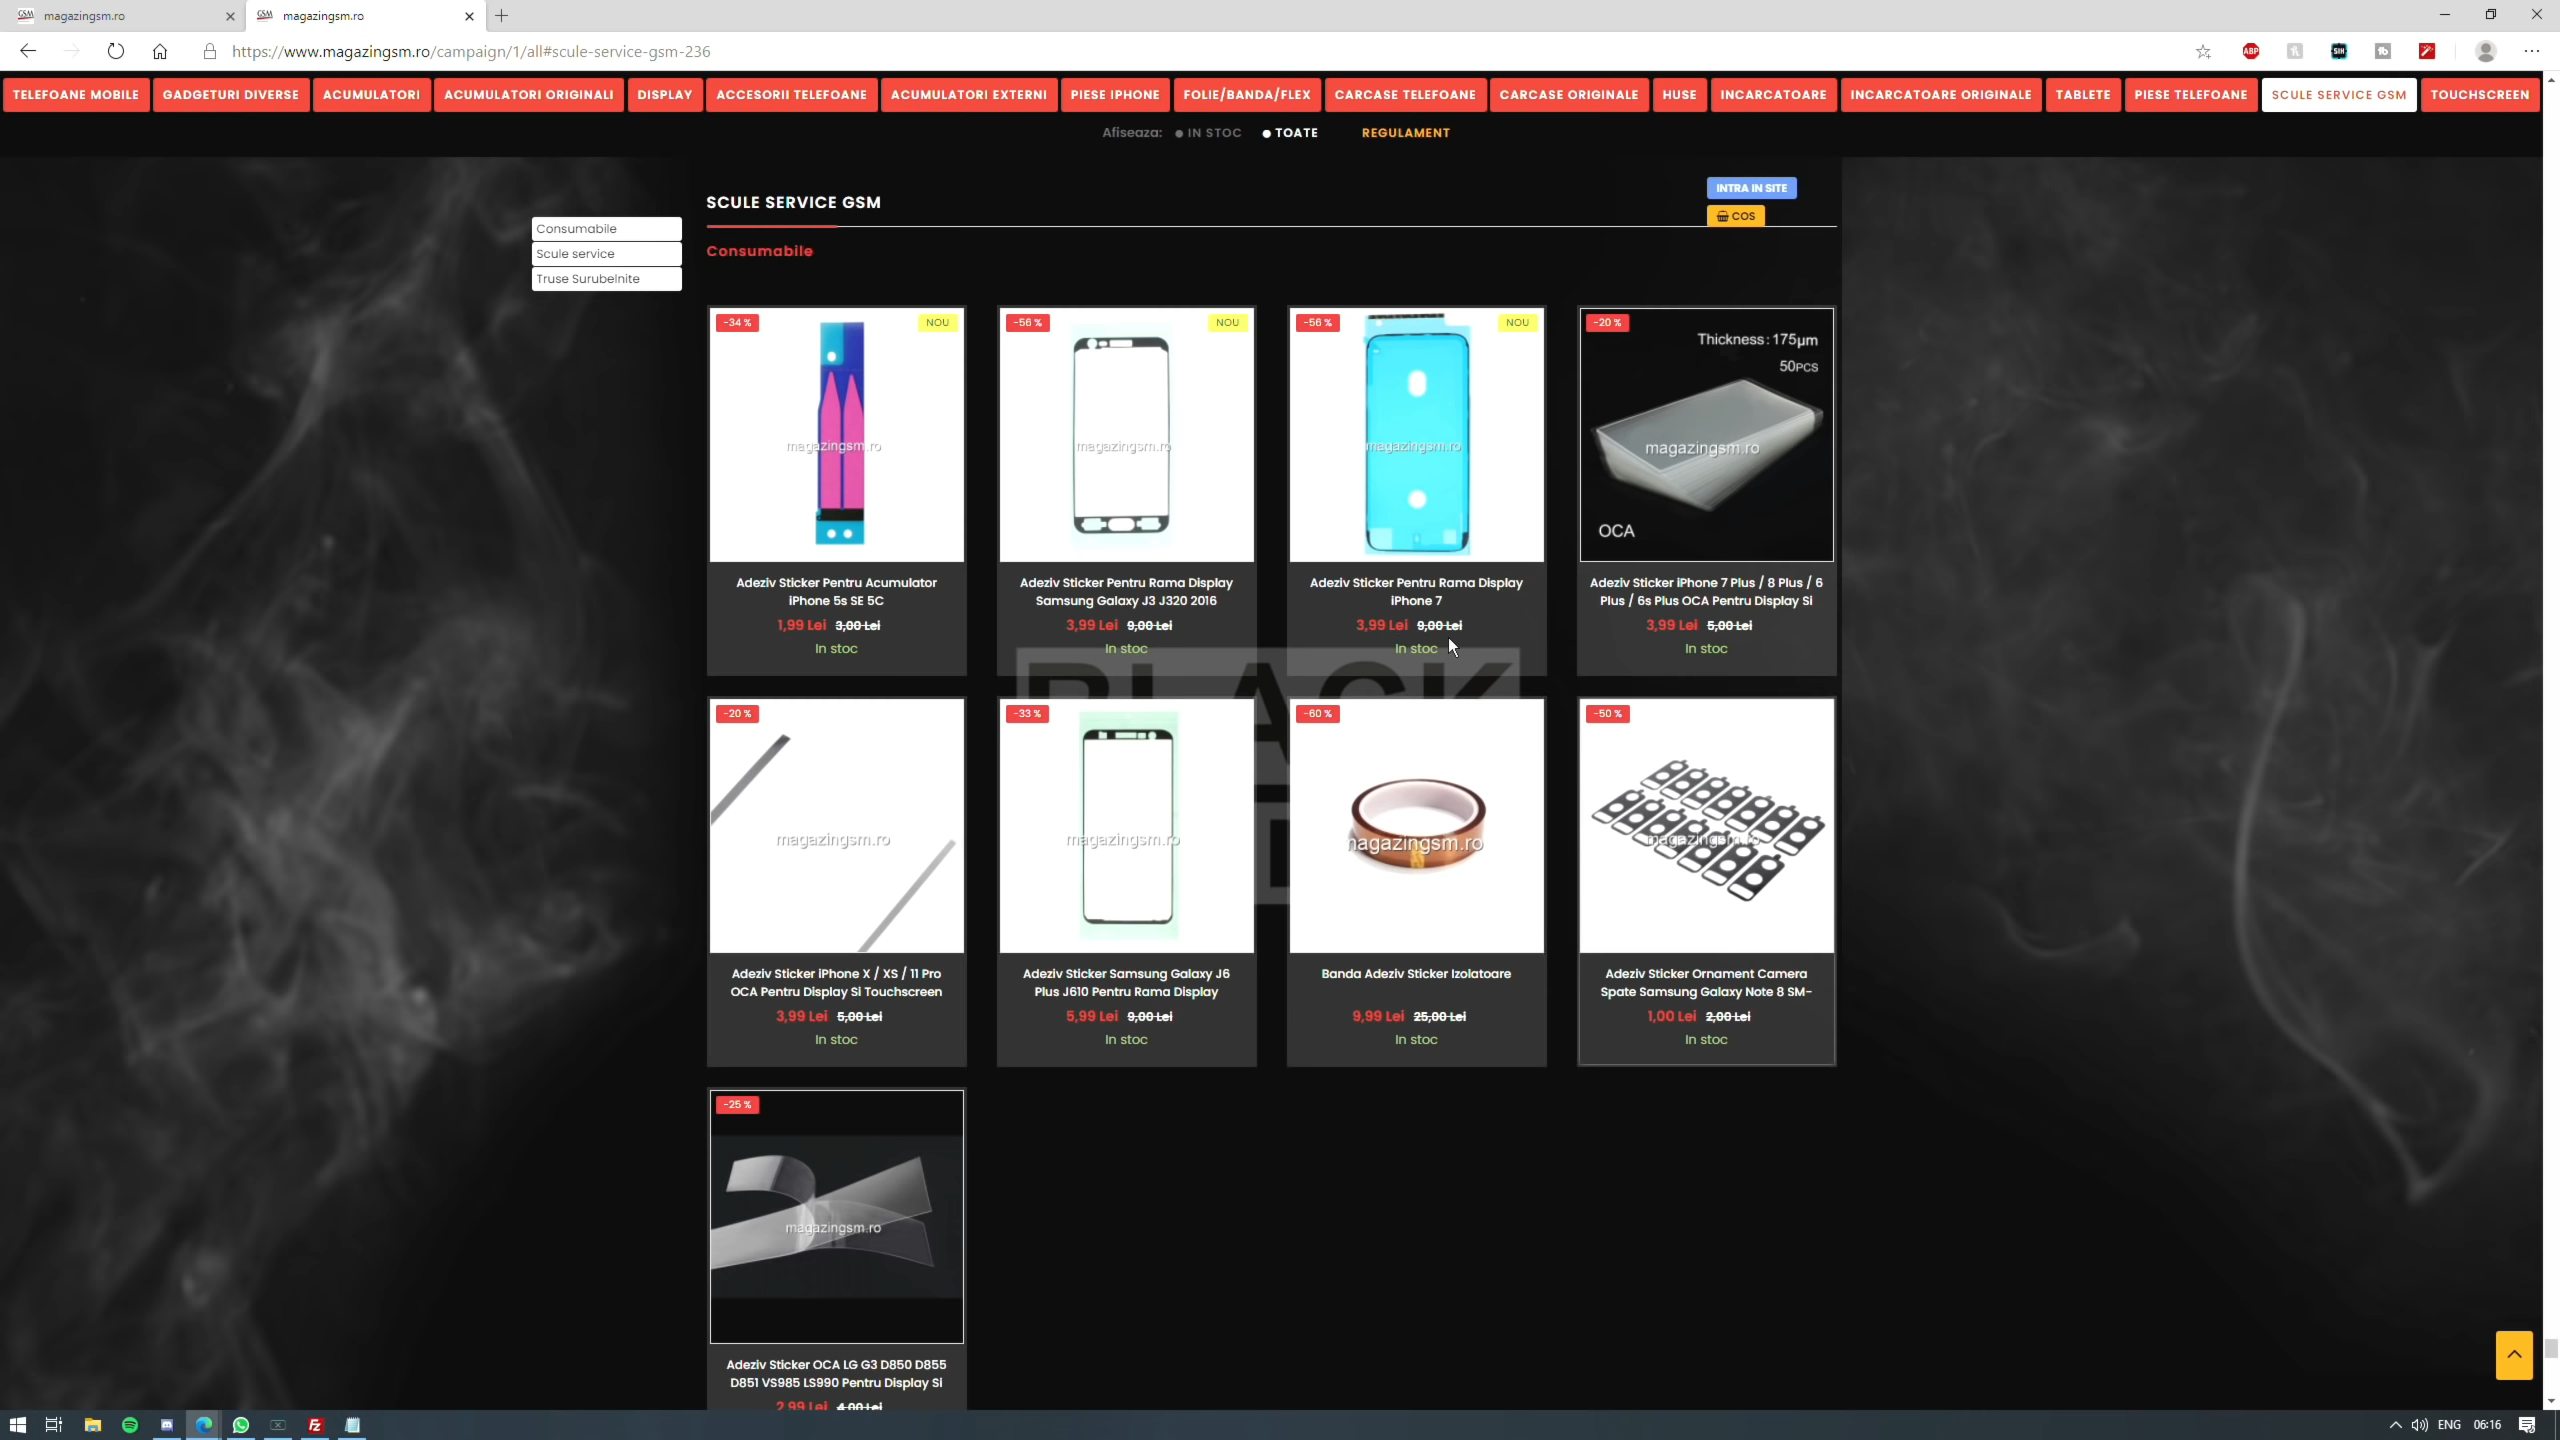 magazingsm.ro
magazingsm.ro
https://www.magazingsm.ro/campaign/1/all#scule-service-gsm-236
TELEFOANE MOBILE GADGETURI DIVERSE ACUMULATORI ACUMULATORI ORIGINALI DISPLAY ACCESORII TELEFOANE ACUMULATORI EXTERNI PIESE IPHONE FOLIE/BANDA/FLEX CARCASE TELEFOANE CARCASE ORIGINALE HUSE INCARCATOARE INCARCATOARE ORIGINALE TABLETE PIESE TELEFOANE SCULE SERVICE GSM TOUCHSCREEN
Afiseaza: IN STOC TOATE REGULAMENT
SCULE SERVICE GSM
INTRA IN SITE
COS
Consumabile
Scule service
Truse Surubelnite
Consumabile
-34 %
NOU
magazingsm.ro
Adeziv Sticker Pentru Acumulator
iPhone 5s SE 5C
1,99 Lei 3,00 Lei
In stoc
-56 %
NOU
magazingsm.ro
Adeziv Sticker Pentru Rama Display
Samsung Galaxy J3 J320 2016
3,99 Lei 9,00 Lei
In stoc
-56 %
NOU
magazingsm.ro
Adeziv Sticker Pentru Rama Display
iPhone 7
3,99 Lei 9,00 Lei
In stoc
-20 %
Thickness: 175μm
50PCS
magazingsm.ro
OCA
Adeziv Sticker iPhone 7 Plus / 8 Plus / 6
Plus / 6s Plus OCA Pentru Display Si
3,99 Lei 5,00 Lei
In stoc
BLACK
-20 %
magazingsm.ro
Adeziv Sticker iPhone X / XS / 11 Pro
OCA Pentru Display Si Touchscreen
3,99 Lei 5,00 Lei
In stoc
-33 %
magazingsm.ro
Adeziv Sticker Samsung Galaxy J6
Plus J610 Pentru Rama Display
5,99 Lei 9,00 Lei
In stoc
-60 %
magazingsm.ro
Banda Adeziv Sticker Izolatoare
9,99 Lei 25,00 Lei
In stoc
-50 %
magazingsm.ro
Adeziv Sticker Ornament Camera
Spate Samsung Galaxy Note 8 SM-
1,00 Lei 2,00 Lei
In stoc
-25 %
magazingsm.ro
Adeziv Sticker OCA LG G3 D850 D855
D851 VS985 LS990 Pentru Display Si
2,99 Lei 4,00 Lei
ENG 06:16